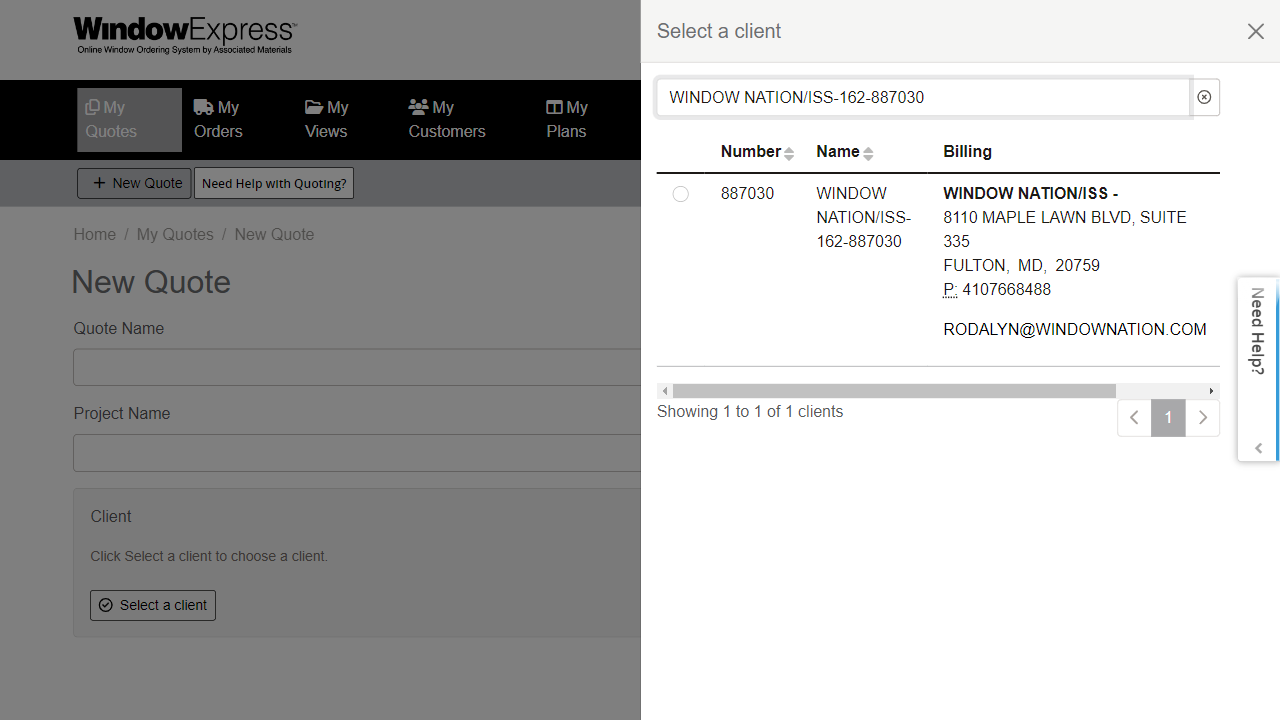 WindowExpress™
Online Window Ordering System by Associated Materials
My Quotes
My Orders
My Views
My Customers
My Plans
New Quote
Need Help with Quoting?
Home / My Quotes / New Quote
New Quote
Quote Name
Project Name
Client
Click Select a client to choose a client.
Select a client
Select a client
WINDOW NATION/ISS-162-887030
Number Name Billing
887030
WINDOW
NATION/ISS-
162-887030
WINDOW NATION/ISS -
8110 MAPLE LAWN BLVD, SUITE
335
FULTON, MD, 20759
P: 4107668488
RODALYN@WINDOWNATION.COM
Showing 1 to 1 of 1 clients
1
Need Help?